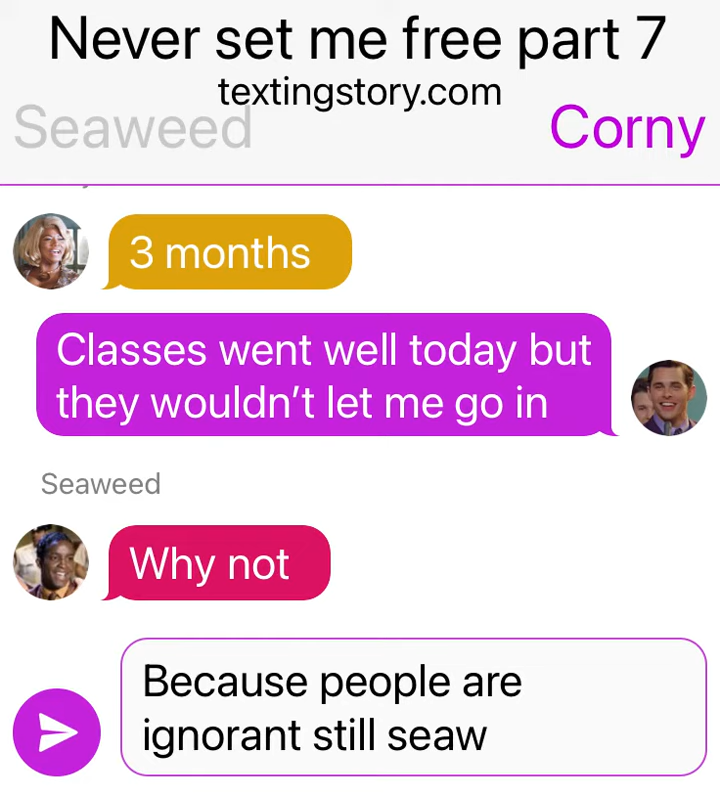 Never set me free part 7
textingstory.com
Seaweed
Corny
3 months
Classes went well today but
they wouldn't let me go in
Seaweed
Why not
Because people are
ignorant still seaw